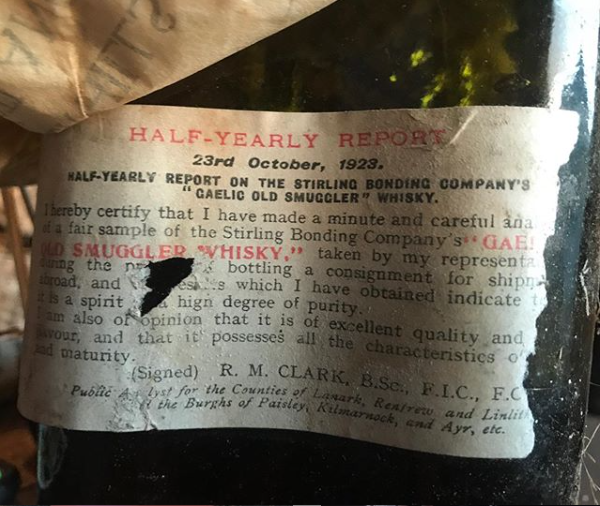 HALF-YEARLY REPORT
23rd October, 1923.
HALF-YEARLY REPORT ON THE STIRLING BONDING COMPANY'S
"GAELIC OLD SMUGGLER" WHISKY.
I hereby certify that I have made a minute and careful ana
of a fair sample of the Stirling Bonding Company's "GAE
OLD SMUGGLER WHISKY," taken by my representa
during the bottling a consignment for shipm
abroad, and which I have obtained indicate t
it is a spirit a high degree of purity.
I am also of opinion that it is of excellent quality and
flavour, and that it possesses all the characteristics o
and maturity.
(Signed) R. M. CLARK, B.Sc., F.I.C., F.C
Public A lyst for the Counties of Lanark, Renfrew and Linlith
the Burghs of Paisley, Kilmarnock, and Ayr, etc.